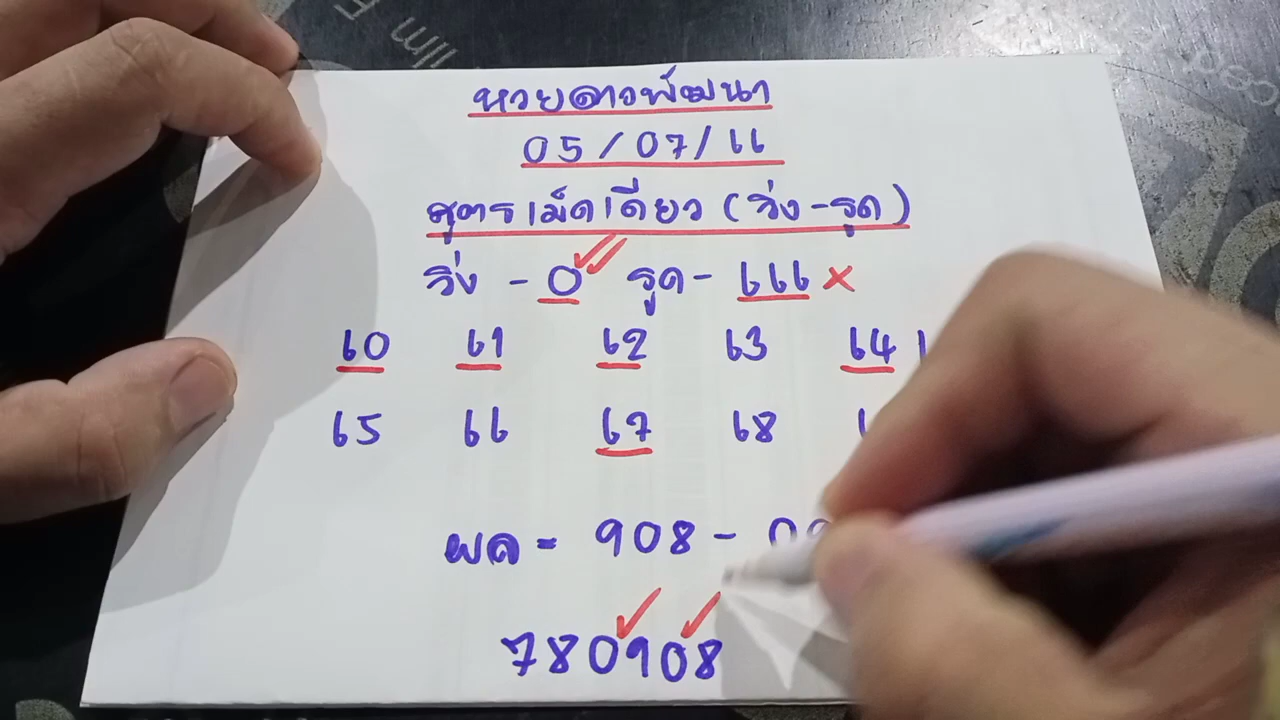 หวยลาวพัฒนา
05/07/66
สูตรเม็ดเดียว (วิ่ง-รูด)
วิ่ง - 0 รูด - 666 x
60 61 62 63 64
65 66 67 68
ผล = 908 - 09
780908